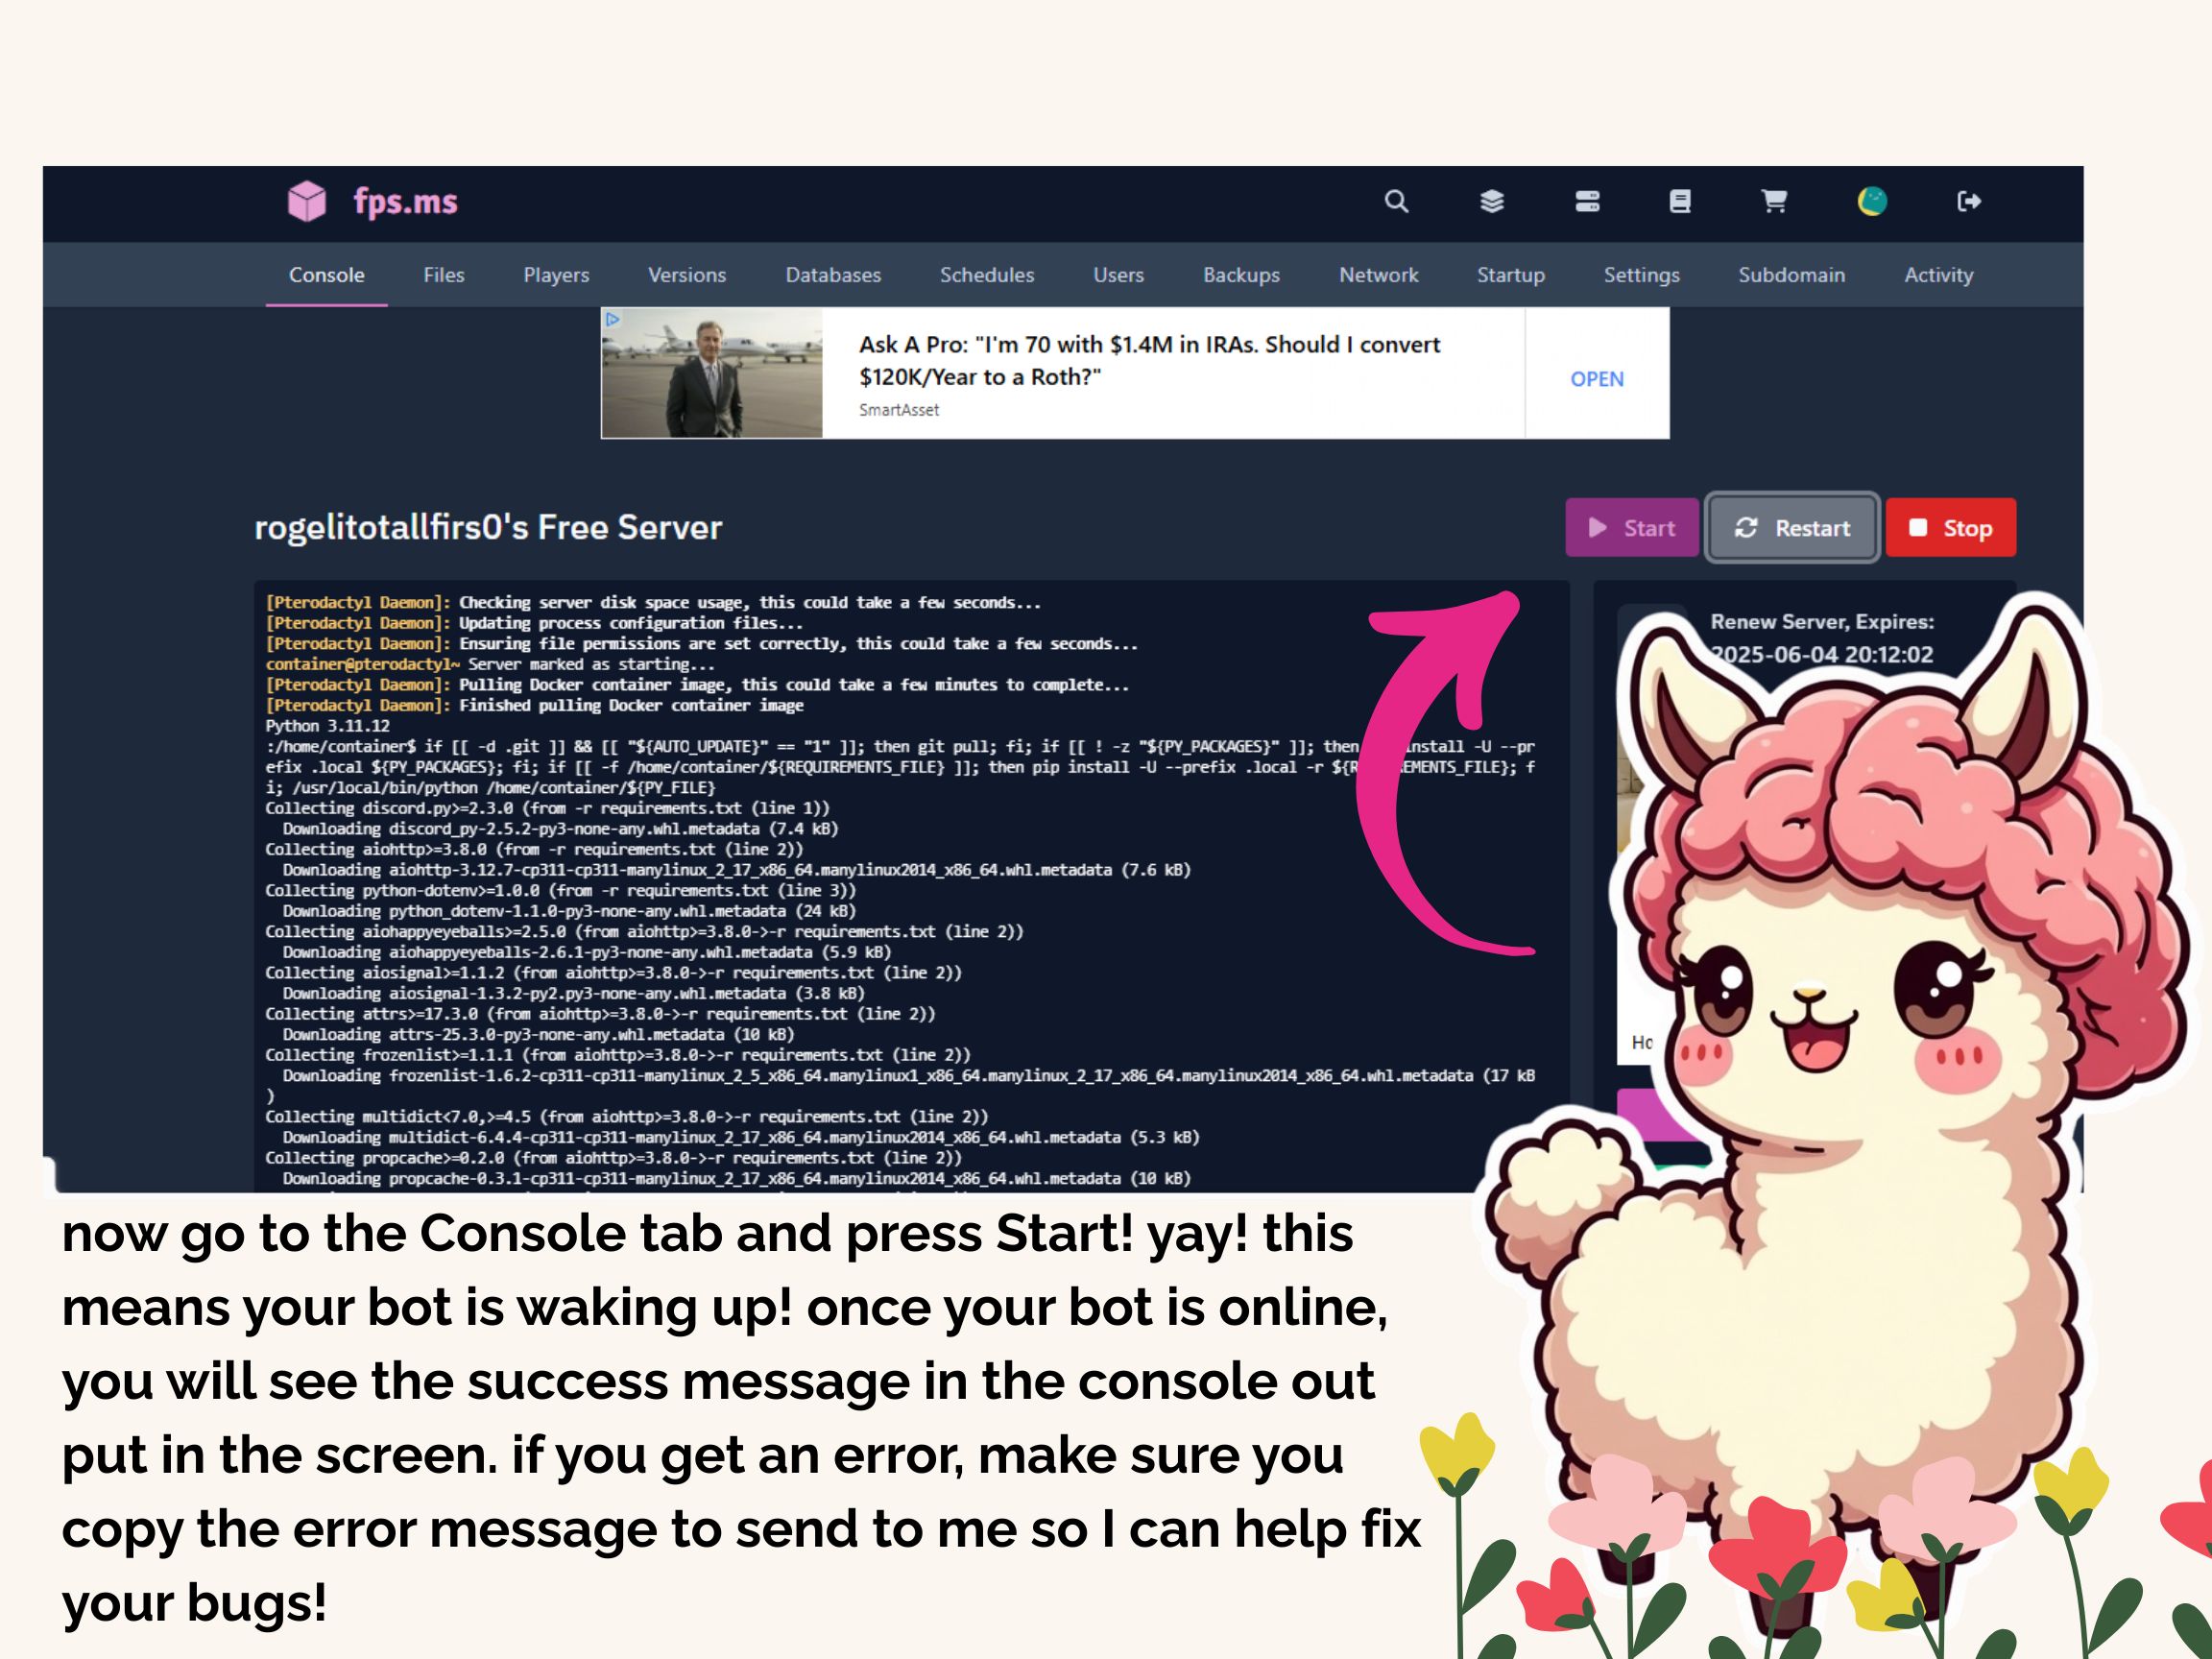 fps.ms
Console Files Players Versions Databases Schedules Users Backups Network Startup Settings Subdomain Activity
Ask A Pro: "I'm 70 with $1.4M in IRAs. Should I convert
$120K/Year to a Roth?"
SmartAsset
OPEN
rogelitotallfirs0's Free Server
Start Restart Stop
[Pterodactyl Daemon]: Checking server disk space usage, this could take a few seconds...
[Pterodactyl Daemon]: Updating process configuration files...
[Pterodactyl Daemon]: Ensuring file permissions are set correctly, this could take a few seconds...
container@pterodactyl~ Server marked as starting...
[Pterodactyl Daemon]: Pulling Docker container image, this could take a few minutes to complete...
[Pterodactyl Daemon]: Finished pulling Docker container image
Python 3.11.12
:/home/container$ if [[ -d .git ]] && [[ "${AUTO_UPDATE}" == "1" ]]; then git pull; fi; if [[ ! -z "${PY_PACKAGES}" ]]; then install -U --pr
efix .local ${PY_PACKAGES}; fi; if [[ -f /home/container/${REQUIREMENTS_FILE} ]]; then pip install -U --prefix .local -r ${R EMENTS_FILE}; f
i; /usr/local/bin/python /home/container/${PY_FILE}
Collecting discord.py>=2.3.0 (from -r requirements.txt (line 1))
Downloading discord_py-2.5.2-py3-none-any.whl.metadata (7.4 kB)
Collecting aiohttp>=3.8.0 (from -r requirements.txt (line 2))
Downloading aiohttp-3.12.7-cp311-cp311-manylinux_2_17_x86_64.manylinux2014_x86_64.whl.metadata (7.6 kB)
Collecting python-dotenv>=1.0.0 (from -r requirements.txt (line 3))
Downloading python_dotenv-1.1.0-py3-none-any.whl.metadata (24 kB)
Collecting aiohappyeyeballs>=2.5.0 (from aiohttp>=3.8.0->-r requirements.txt (line 2))
Downloading aiohappyeyeballs-2.6.1-py3-none-any.whl.metadata (5.9 kB)
Collecting aiosignal>=1.1.2 (from aiohttp>=3.8.0->-r requirements.txt (line 2))
Downloading aiosignal-1.3.2-py2.py3-none-any.whl.metadata (3.8 kB)
Collecting attrs>=17.3.0 (from aiohttp>=3.8.0->-r requirements.txt (line 2))
Downloading attrs-25.3.0-py3-none-any.whl.metadata (10 kB)
Collecting frozenlist>=1.1.1 (from aiohttp>=3.8.0->-r requirements.txt (line 2))
Downloading frozenlist-1.6.2-cp311-cp311-manylinux_2_5_x86_64.manylinux1_x86_64.manylinux_2_17_x86_64.manylinux2014_x86_64.whl.metadata (17 kB
)
Collecting multidict<7.0,>=4.5 (from aiohttp>=3.8.0->-r requirements.txt (line 2))
Downloading multidict-6.4.4-cp311-cp311-manylinux_2_17_x86_64.manylinux2014_x86_64.whl.metadata (5.3 kB)
Collecting propcache>=0.2.0 (from aiohttp>=3.8.0->-r requirements.txt (line 2))
Downloading propcache-0.3.1-cp311-cp311-manylinux_2_17_x86_64.manylinux2014_x86_64.whl.metadata (10 kB)
Renew Server, Expires:
2025-06-04 20:12:02
now go to the Console tab and press Start! yay! this
means your bot is waking up! once your bot is online,
you will see the success message in the console out
put in the screen. if you get an error, make sure you
copy the error message to send to me so I can help fix
your bugs!